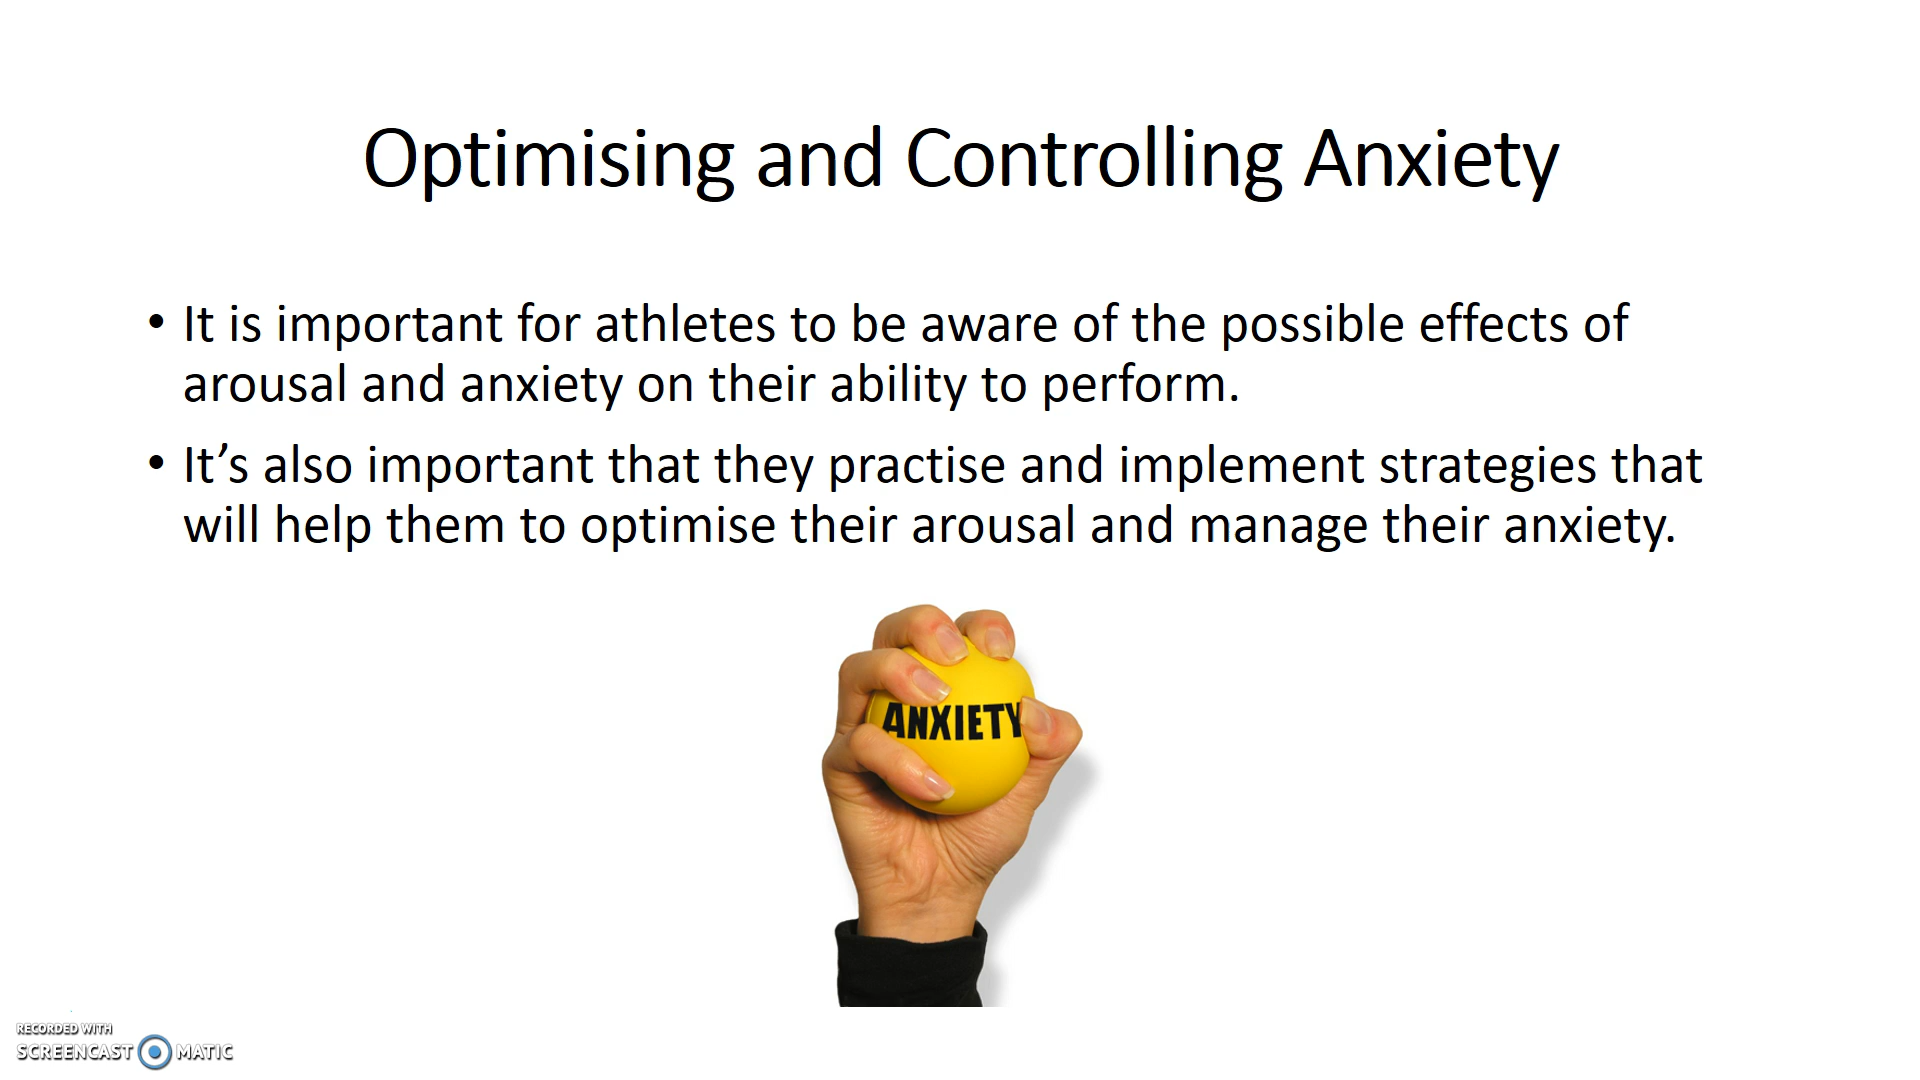 Optimising and Controlling Anxiety
• It is important for athletes to be aware of the possible effects of
arousal and anxiety on their ability to perform.
• It’s also important that they practise and implement strategies that
will help them to optimise their arousal and manage their anxiety.
ANXIETY
RECORDED WITH
SCREENCAST MATIC